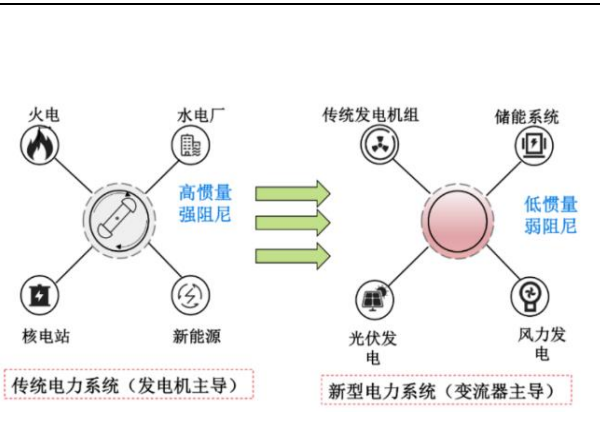 火电
水电厂
传统发电机组
储能系统
高惯量
强阻尼
低惯量
弱阻尼
核电站
新能源
光伏发
电
风力发
电
传统电力系统（发电机主导）
新型电力系统（变流器主导）